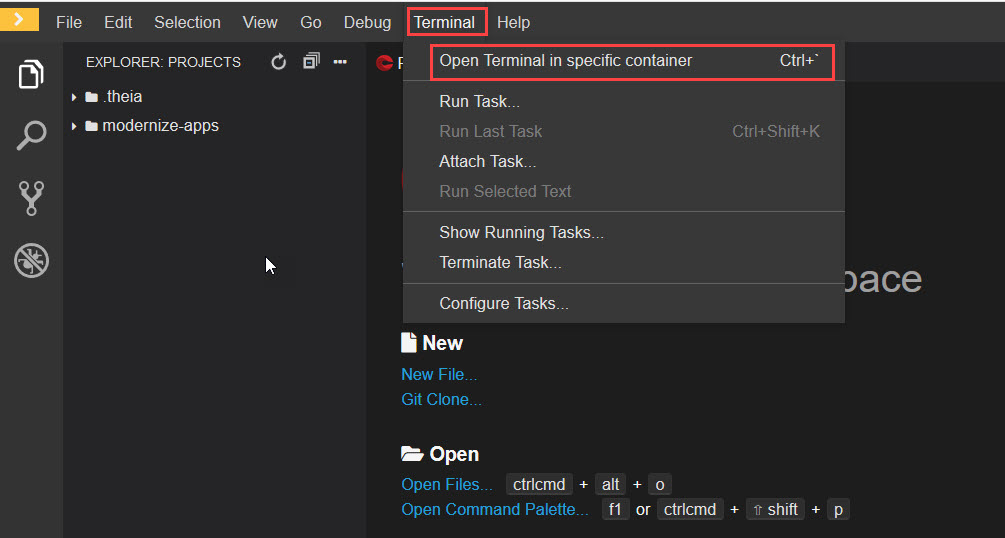 File Edit Selection View Go Debug Terminal Help
EXPLORER: PROJECTS
.theia
modernize-apps
Open Terminal in specific container Ctrl+`
Run Task...
Run Last Task Ctrl+Shift+K
Attach Task...
Run Selected Text
Show Running Tasks...
Terminate Task...
Configure Tasks...
New
New File...
Git Clone...
Open
Open Files... ctrlcmd + alt + o
Open Command Palette... f1 or ctrlcmd + ⇧ shift + p